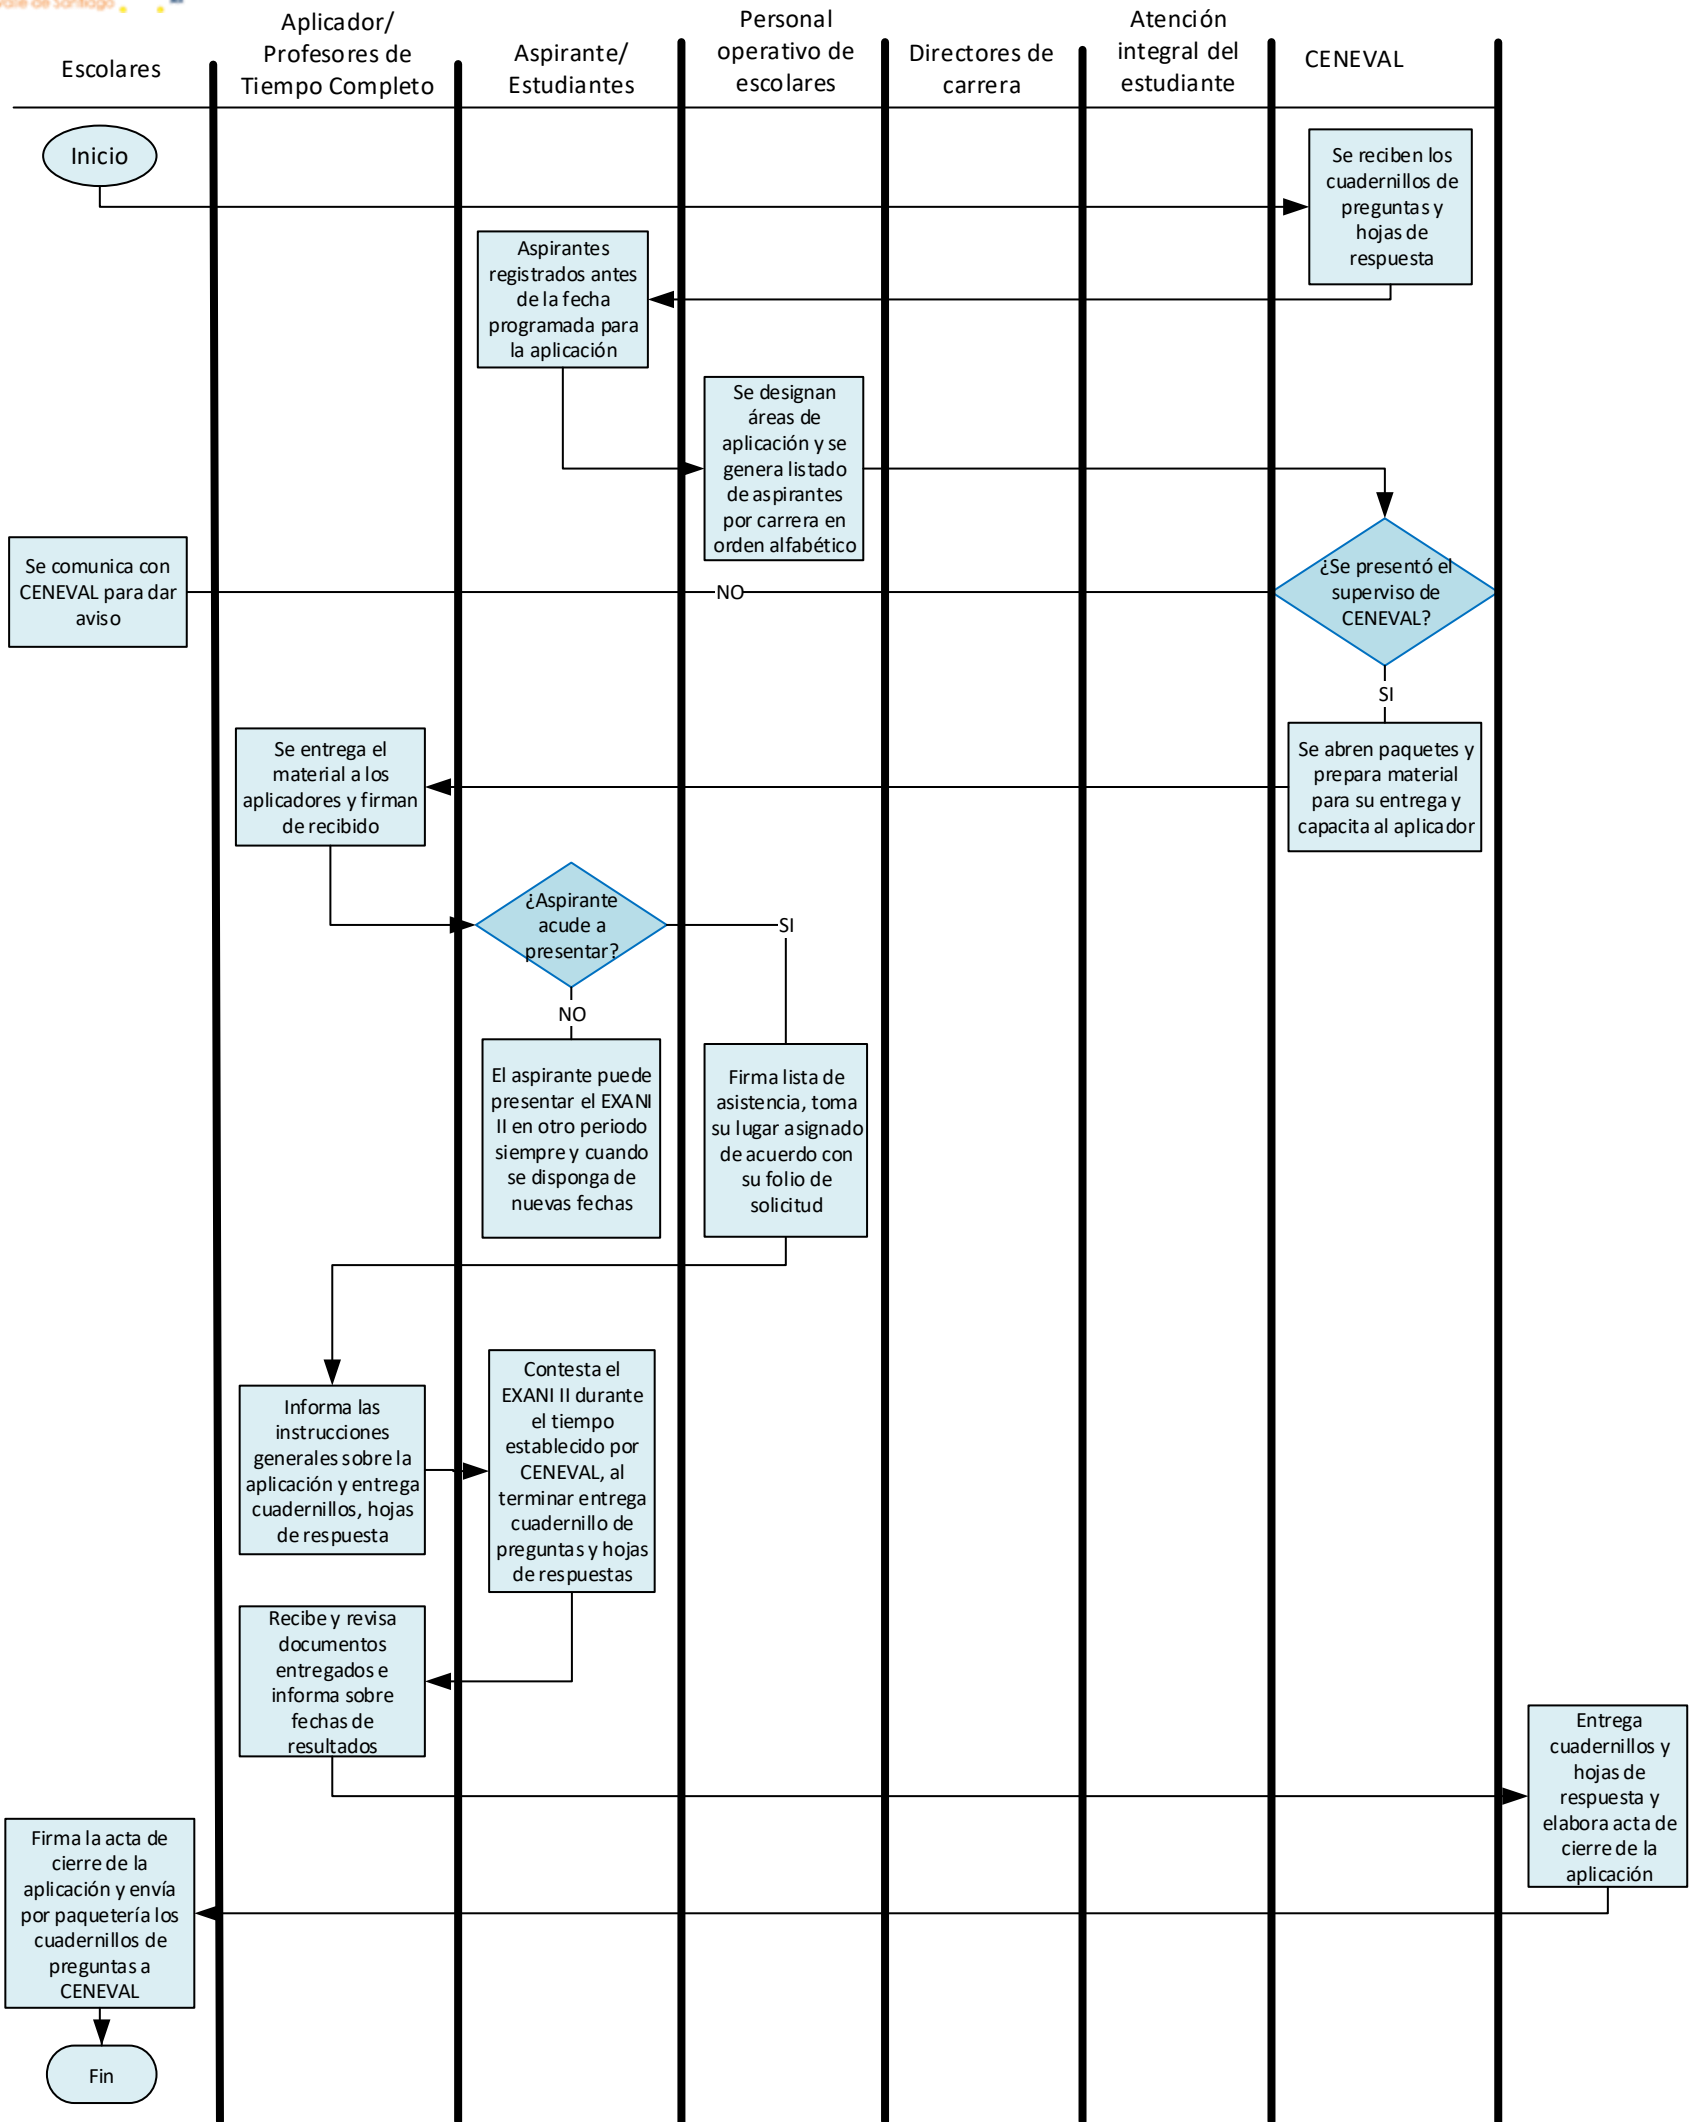 Valle de Santiago
Escolares
Aplicador/
Profesores de
Tiempo Completo
Aspirante/
Estudiantes
Personal
operativo de
escolares
Directores de
carrera
Atención
integral del
estudiante
CENEVAL
Inicio
Se reciben los
cuadernillos de
preguntas y
hojas de
respuesta
Aspirantes
registrados antes
de la fecha
programada para
la aplicación
Se designan
áreas de
aplicación y se
genera listado
de aspirantes
por carrera en
orden alfabético
¿Se presentó el
superviso de
CENEVAL?
NO
Se comunica con
CENEVAL para dar
aviso
SI
Se abren paquetes y
prepara material
para su entrega y
capacita al aplicador
Se entrega el
material a los
aplicadores y firman
de recibido
¿Aspirante
acude a
presentar?
SI
NO
El aspirante puede
presentar el EXANI
II en otro periodo
siempre y cuando
se disponga de
nuevas fechas
Firma lista de
asistencia, toma
su lugar asignado
de acuerdo con
su folio de
solicitud
Informa las
instrucciones
generales sobre la
aplicación y entrega
cuadernillos, hojas
de respuesta
Contesta el
EXANI II durante
el tiempo
establecido por
CENEVAL, al
terminar entrega
cuadernillo de
preguntas y hojas
de respuestas
Recibe y revisa
documentos
entregados e
informa sobre
fechas de
resultados
Entrega
cuadernillos y
hojas de
respuesta y
elabora acta de
cierre de la
aplicación
Firma la acta de
cierre de la
aplicación y envía
por paquetería los
cuadernillos de
preguntas a
CENEVAL
Fin